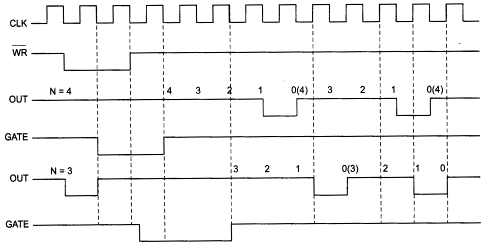 CLK
WR
OUT N = 4 4 3 2 1 0(4) 3 2 1 0(4)
GATE
OUT N = 3 3 2 1 0(3) 2 1 0
GATE